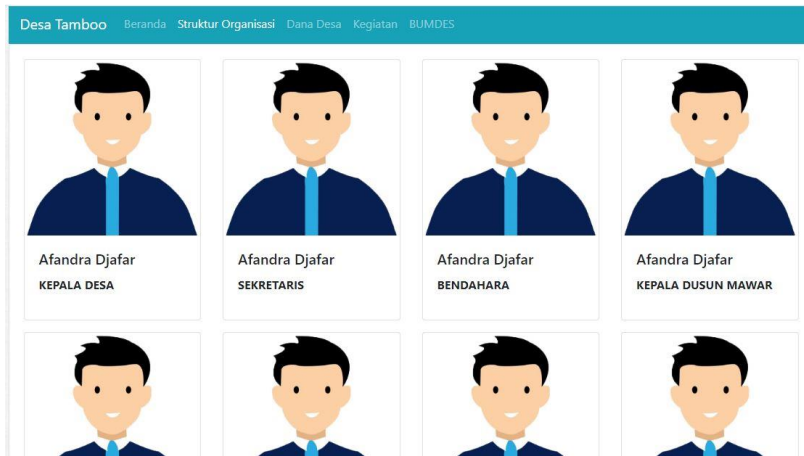 Desa Tamboo Beranda Struktur Organisasi Dana Desa Kegiatan BUMDES
Afandra Djafar
KEPALA DESA
Afandra Djafar
SEKRETARIS
Afandra Djafar
BENDAHARA
Afandra Djafar
KEPALA DUSUN MAWAR